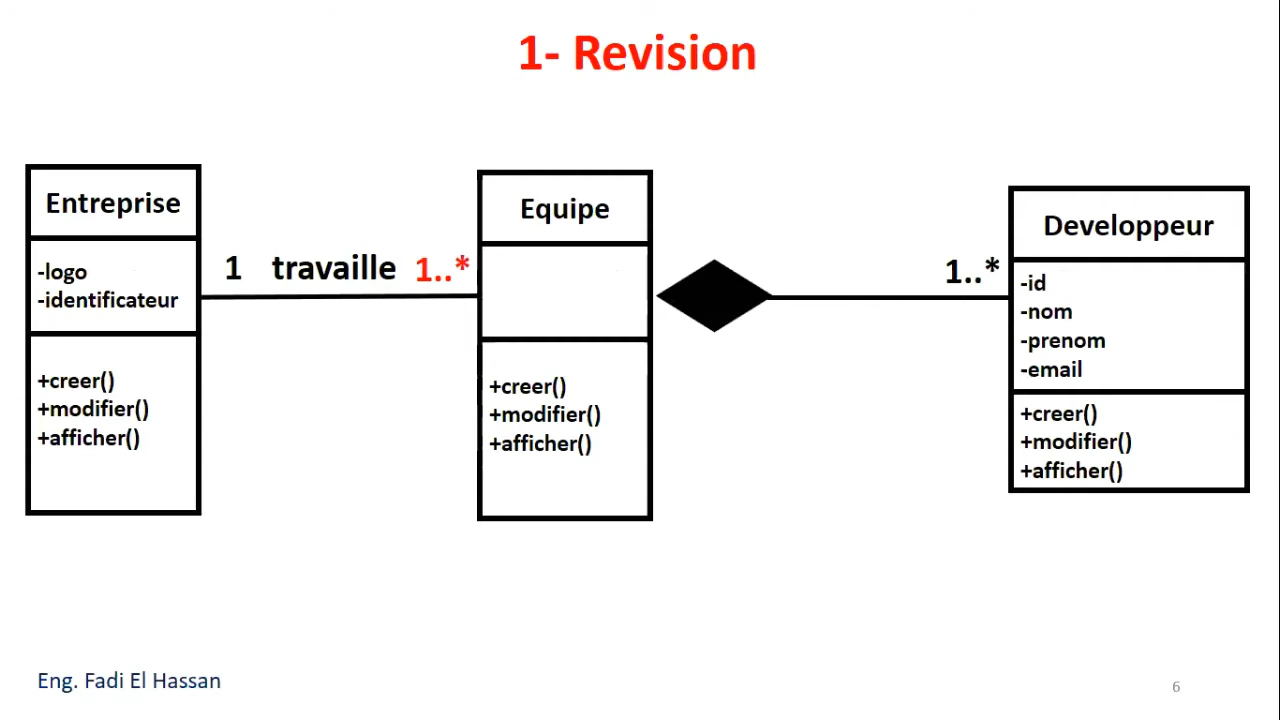 1- Revision
Entreprise
-logo
-identificateur
+creer()
+modifier()
+afficher()
1 travaille 1..*
Equipe
+creer()
+modifier()
+afficher()
1..*
Developpeur
-id
-nom
-prenom
-email
+creer()
+modifier()
+afficher()
Eng. Fadi El Hassan
6